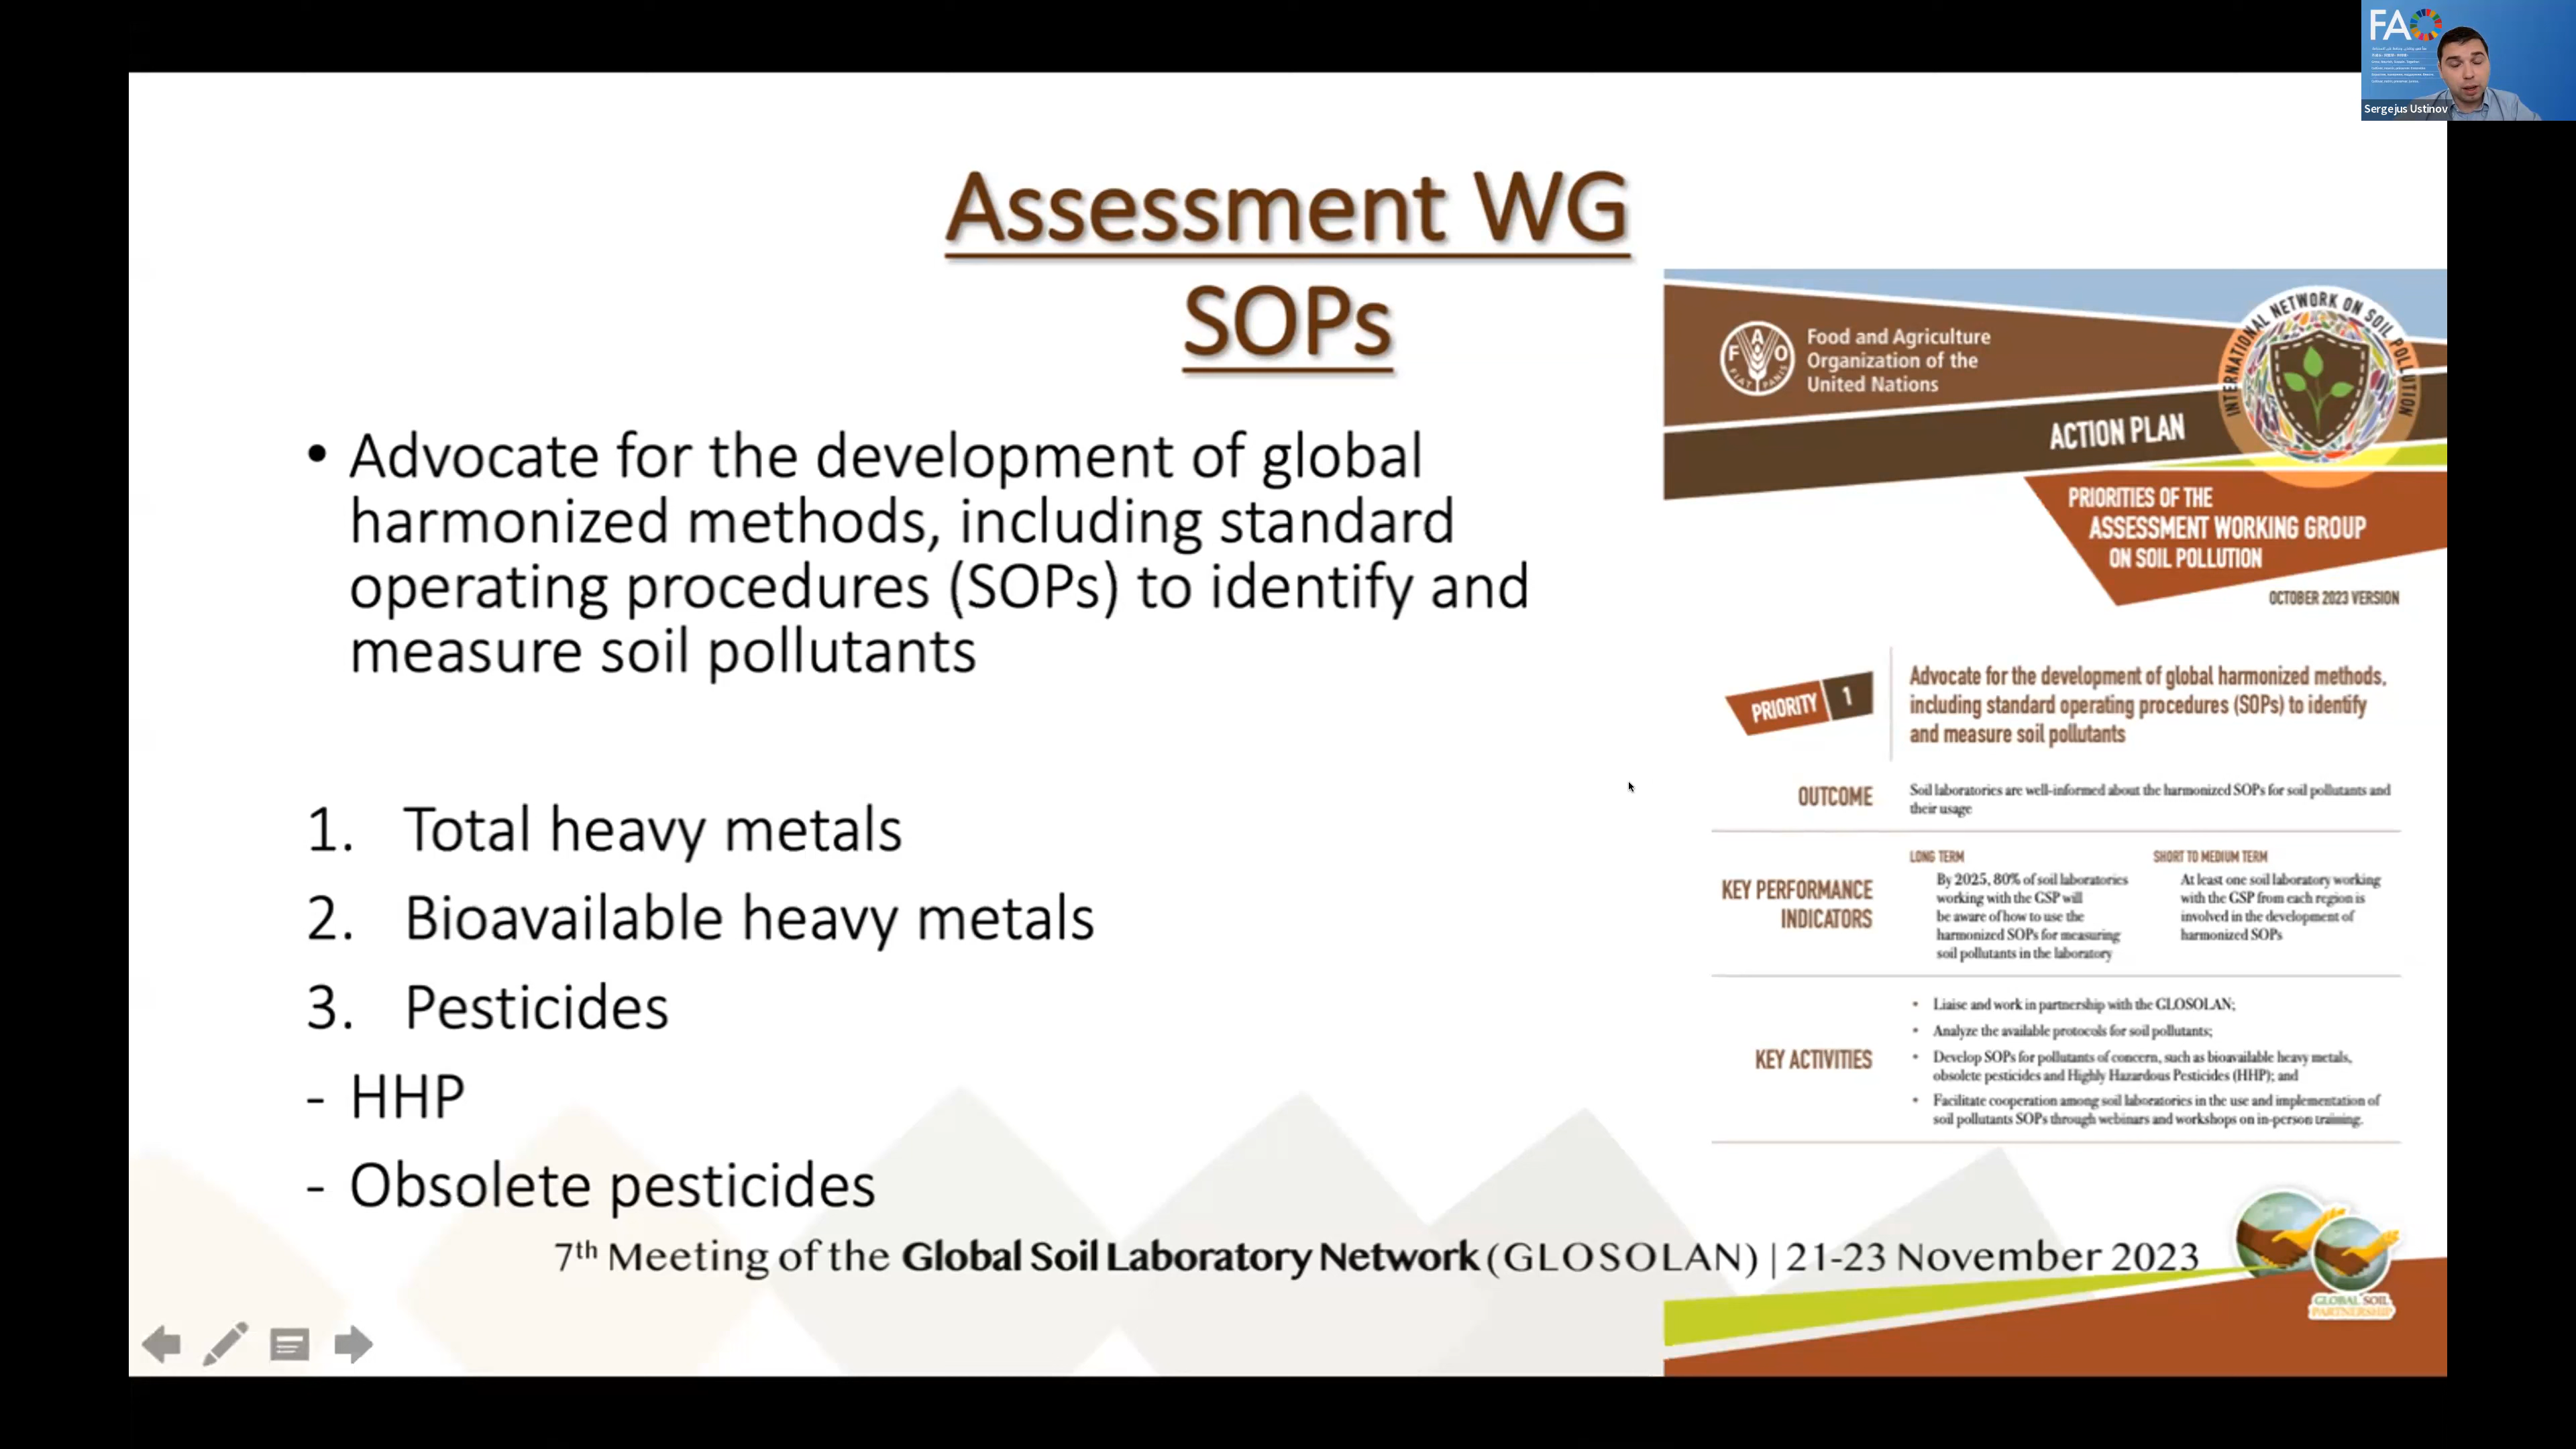 FAO
Sergejus Ustinov
Assessment WG
SOPs
• Advocate for the development of global
harmonized methods, including standard
operating procedures (SOPs) to identify and
measure soil pollutants
1. Total heavy metals
2. Bioavailable heavy metals
3. Pesticides
- HHP
- Obsolete pesticides
FAO
FIAT PANIS
Food and Agriculture
Organization of the
United Nations
INTERNATIONAL NETWORK ON SOIL POLLUTION
ACTION PLAN
PRIORITIES OF THE
ASSESSMENT WORKING GROUP
ON SOIL POLLUTION
OCTOBER 2023 VERSION
PRIORITY 1
Advocate for the development of global harmonized methods,
including standard operating procedures (SOPs) to identify
and measure soil pollutants
OUTCOME
Soil laboratories are well-informed about the harmonized SOPs for soil pollutants and
their usage
KEY PERFORMANCE
INDICATORS
LONG TERM
By 2025, 80% of soil laboratories
working with the GSP will
be aware of how to use the
harmonized SOPs for measuring
soil pollutants in the laboratory
SHORT TO MEDIUM TERM
At least one soil laboratory working
with the GSP from each region is
involved in the development of
harmonized SOPs
KEY ACTIVITIES
• Liaise and work in partnership with the GLOSOLAN;
• Analyze the available protocols for soil pollutants;
• Develop SOPs for pollutants of concern, such as bioavailable heavy metals,
obsolete pesticides and Highly Hazardous Pesticides (HHP); and
• Facilitate cooperation among soil laboratories in the use and implementation of
soil pollutants SOPs through webinars and workshops on in-person training.
7th Meeting of the Global Soil Laboratory Network (GLOSOLAN) | 21-23 November 2023
GLOBAL SOIL
PARTNERSHIP